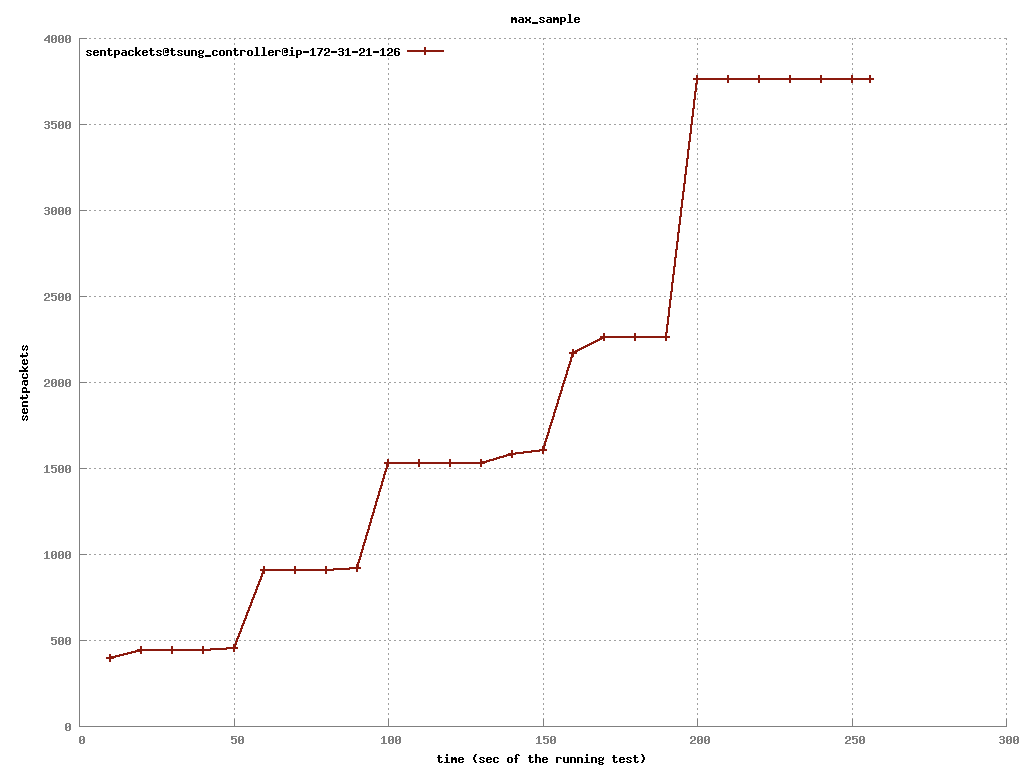 max_sample
sentpackets@tsung_controller@ip-172-31-21-126
4000
3500
3000
2500
2000
1500
1000
500
0
sentpackets
0 50 100 150 200 250 300
time (sec of the running test)